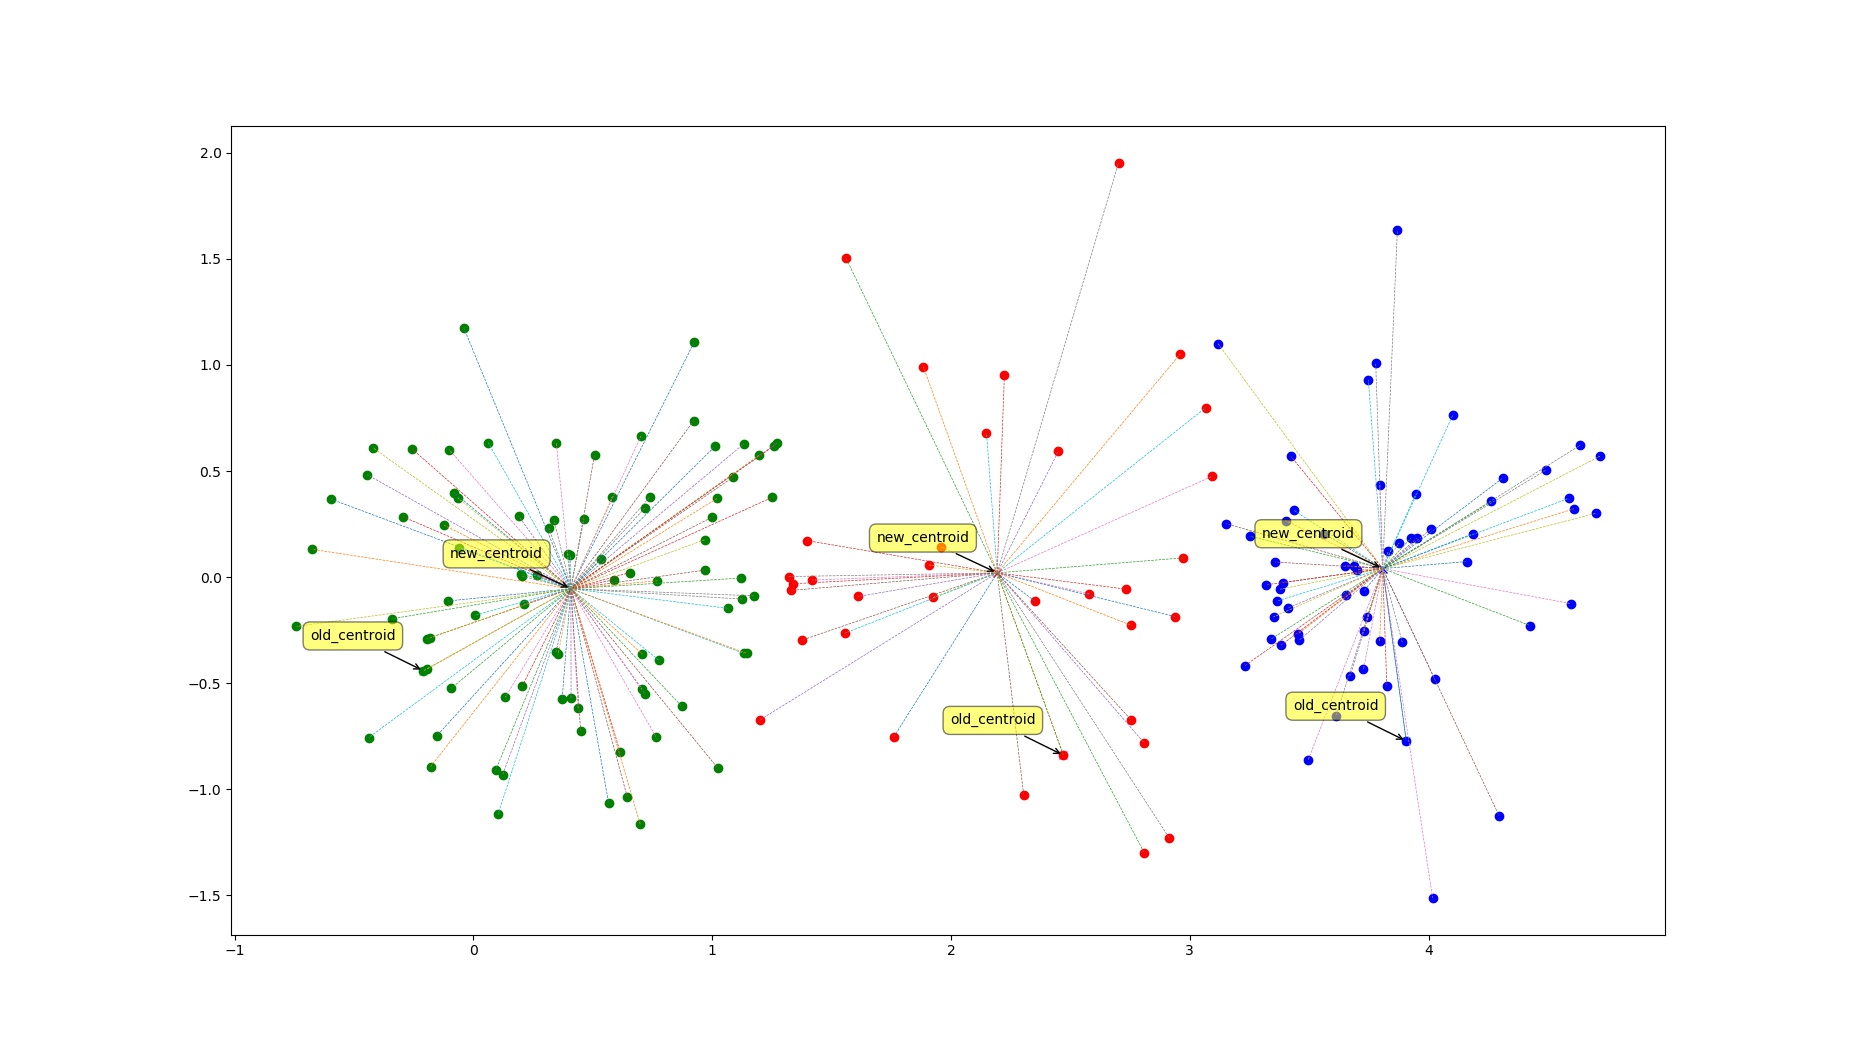 2.0
1.5
1.0
0.5
0.0
−0.5
−1.0
−1.5
new_centroid
new_centroid
new_centroid
old_centroid
old_centroid
old_centroid
−1
0
1
2
3
4